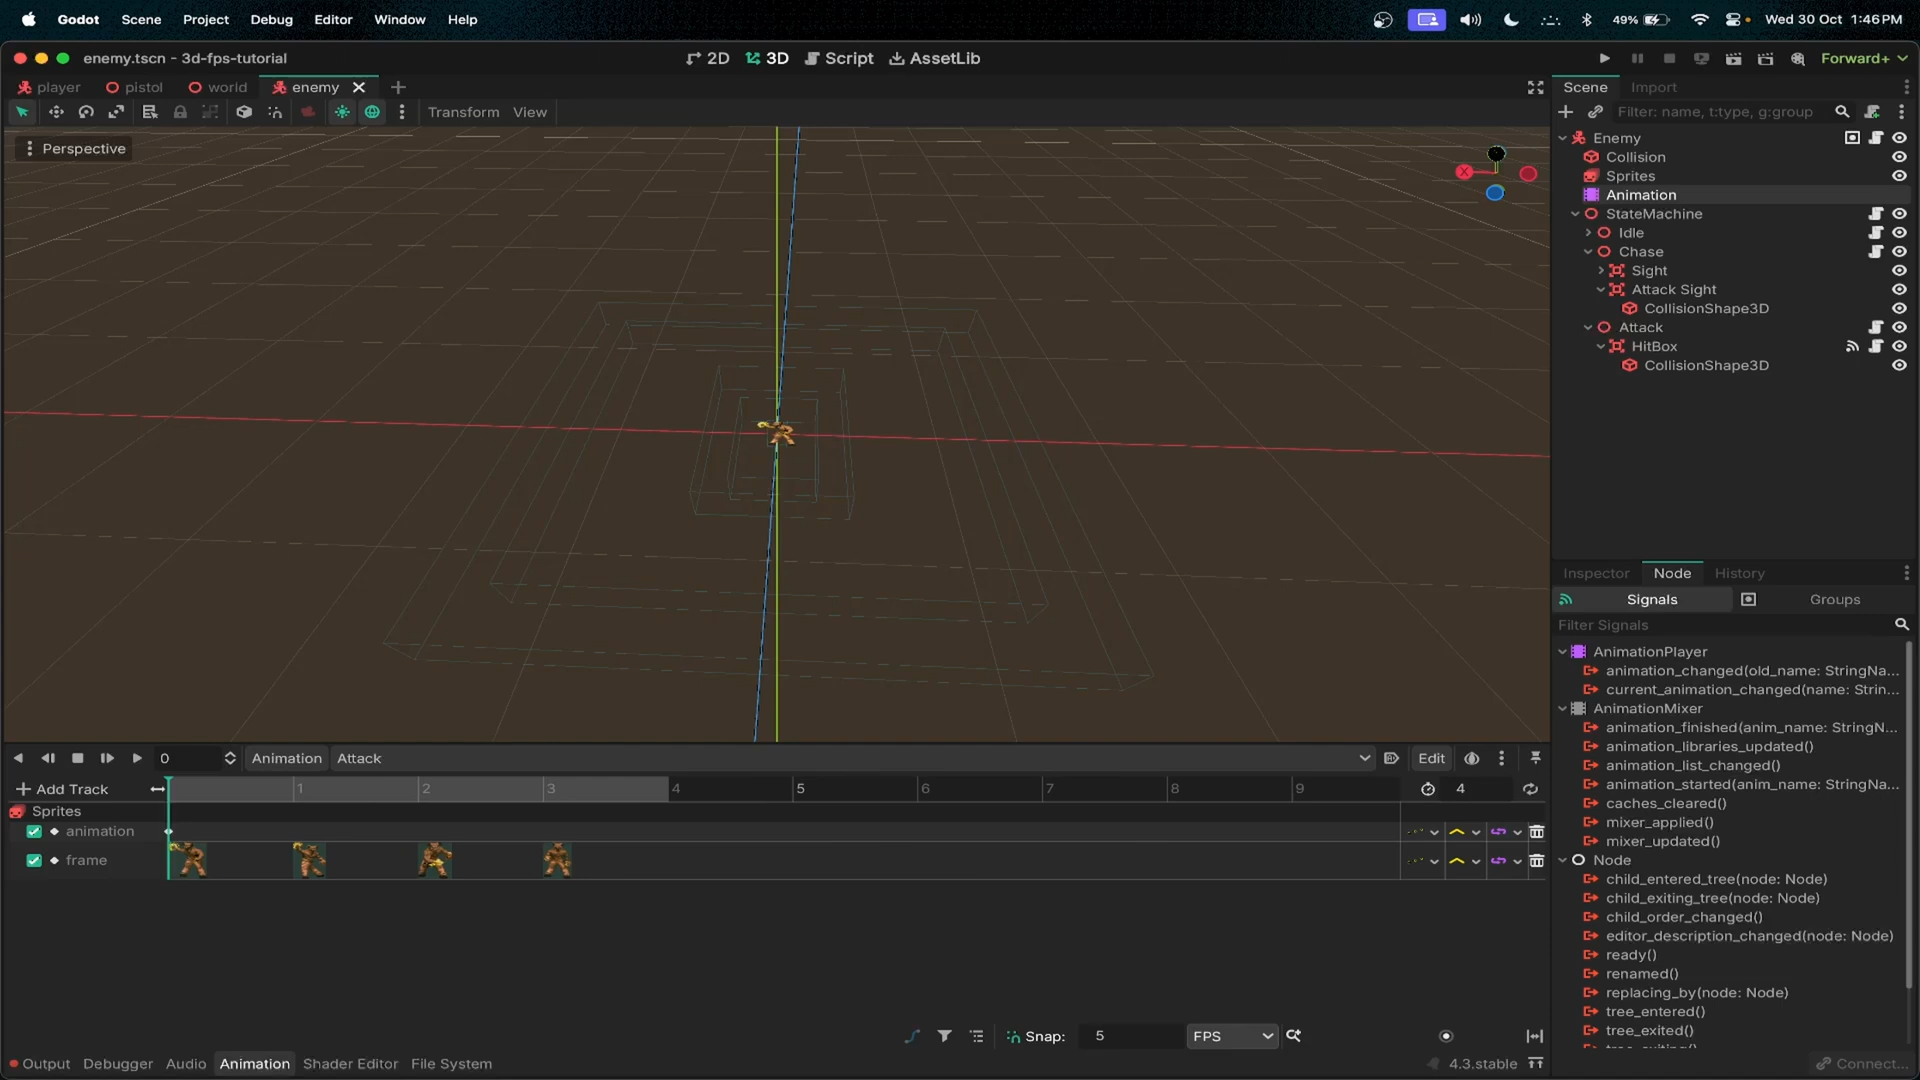 Godot Scene Project Debug Editor Window Help 49% Wed 30 Oct 1:46 PM
enemy.tscn - 3d-fps-tutorial 2D 3D Script AssetLib Forward+
player pistol world enemy Scene Import
Transform View Filter: name, t:type, g:group
Perspective
X
Enemy
Collision
Sprites
Animation
StateMachine
Idle
Chase
Sight
Attack Sight
CollisionShape3D
Attack
HitBox
CollisionShape3D
Inspector Node History
Signals Groups
Filter Signals
AnimationPlayer
animation_changed(old_name: StringNa...
current_animation_changed(name: Strin...
AnimationMixer
animation_finished(anim_name: StringN...
animation_libraries_updated()
animation_list_changed()
animation_started(anim_name: StringNa...
caches_cleared()
mixer_applied()
mixer_updated()
Node
child_entered_tree(node: Node)
child_exiting_tree(node: Node)
child_order_changed()
editor_description_changed(node: Node)
ready()
renamed()
replacing_by(node: Node)
tree_entered()
tree_exited()
tree_exiting()
Connect...
0 Animation Attack Edit
Add Track 1 2 3 4 5 6 7 8 9 4
Sprites
animation
frame
Snap: 5 FPS
Output Debugger Audio Animation Shader Editor File System 4.3.stable